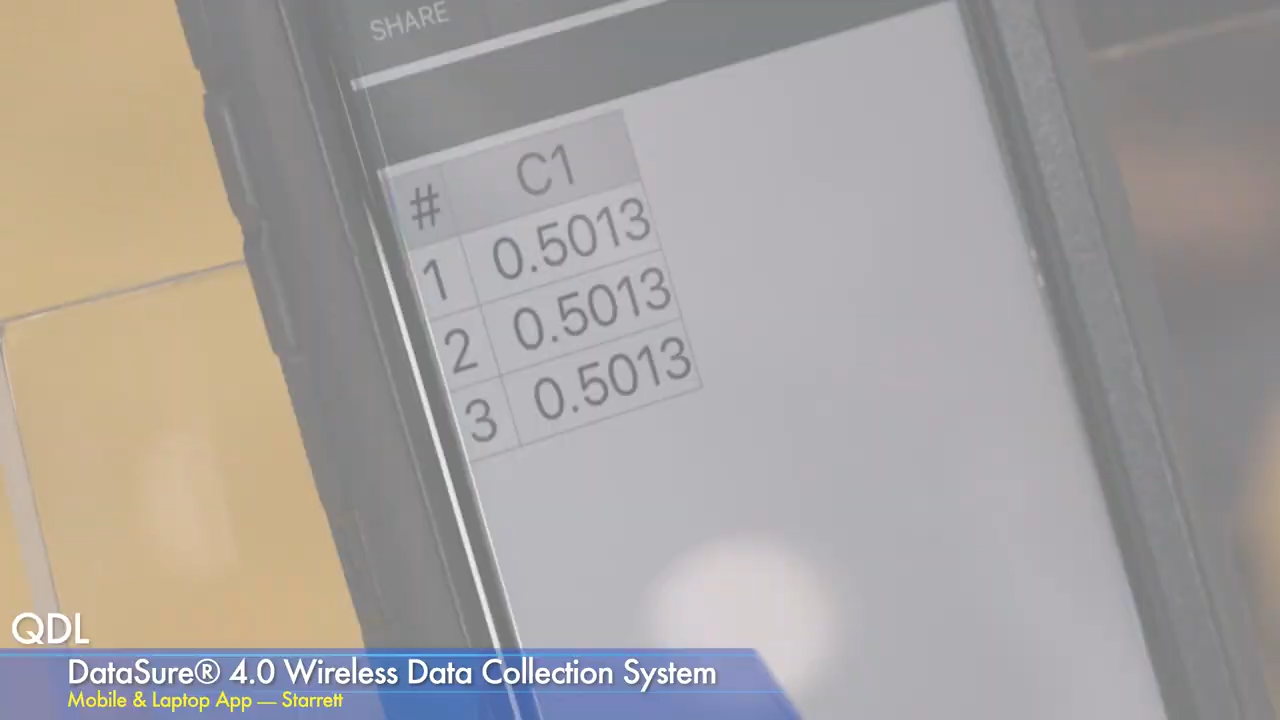 SHARE
# C1
1 0.5013
2 0.5013
3 0.5013
QDL
DataSure® 4.0 Wireless Data Collection System
Mobile & Laptop App — Starrett